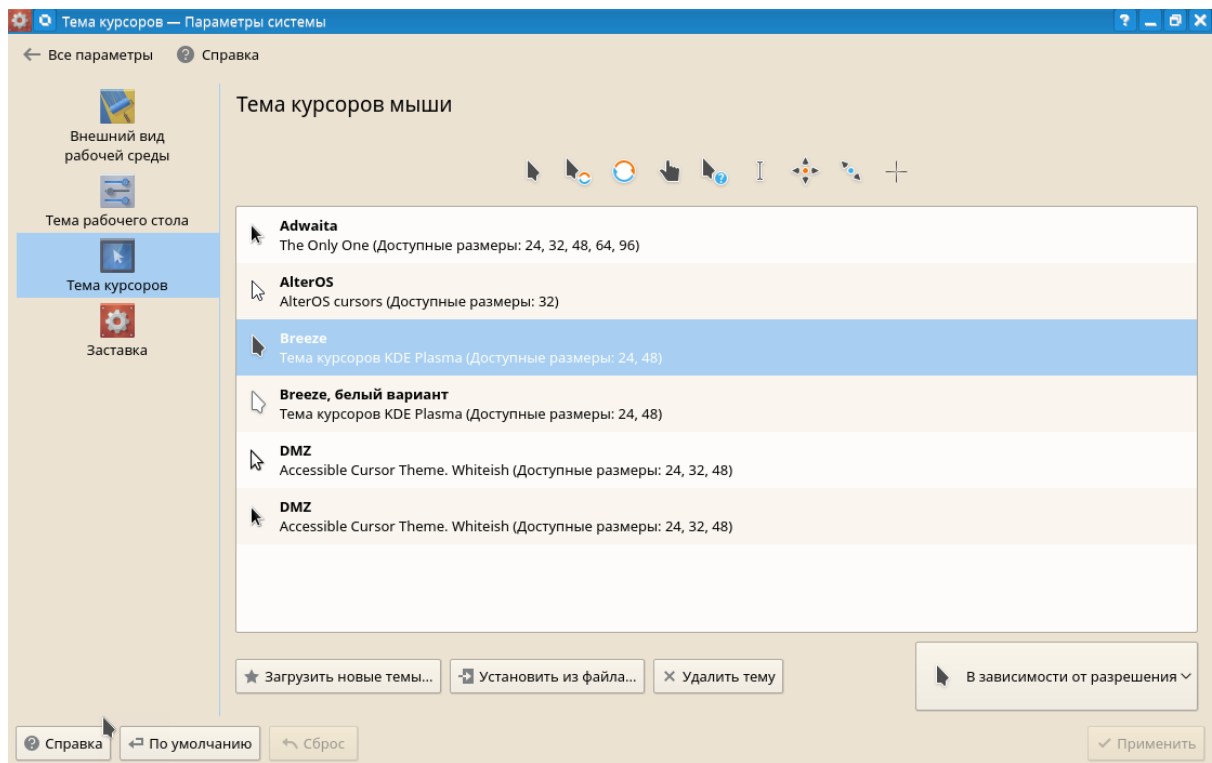 Тема курсоров — Параметры системы
Все параметры
Справка
Внешний вид
рабочей среды
Тема рабочего стола
Тема курсоров
Заставка
Тема курсоров мыши
Adwaita
The Only One (Доступные размеры: 24, 32, 48, 64, 96)
AlterOS
AlterOS cursors (Доступные размеры: 32)
Breeze
Тема курсоров KDE Plasma (Доступные размеры: 24, 48)
Breeze, белый вариант
Тема курсоров KDE Plasma (Доступные размеры: 24, 48)
DMZ
Accessible Cursor Theme. Whiteish (Доступные размеры: 24, 32, 48)
DMZ
Accessible Cursor Theme. Whiteish (Доступные размеры: 24, 32, 48)
Загрузить новые темы...
Установить из файла...
Удалить тему
В зависимости от разрешения
Справка
По умолчанию
Сброс
Применить